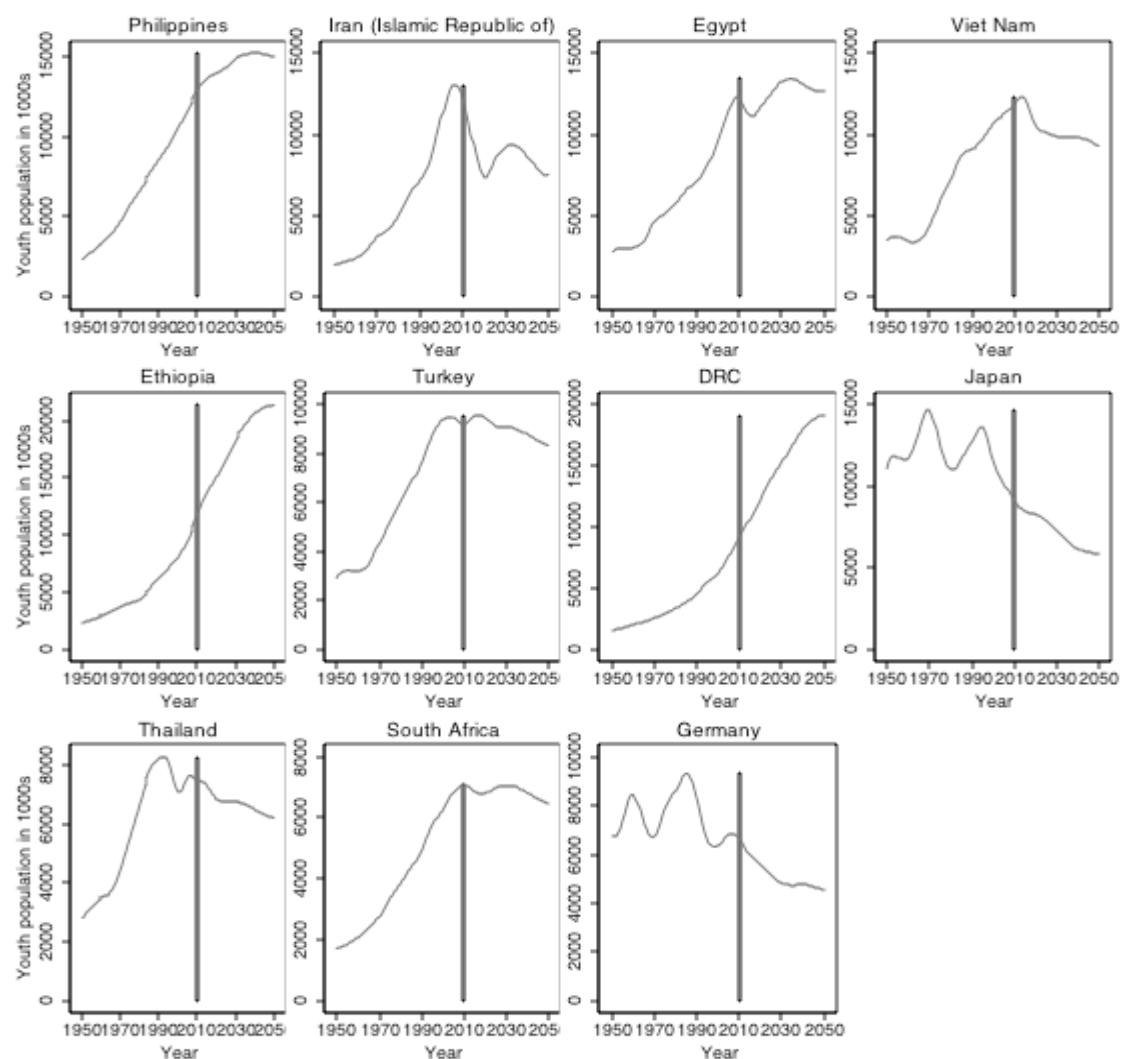 Philippines
Iran (Islamic Republic of)
Egypt
Viet Nam
Youth population in 1000s
0 5000 10000 15000
0 5000 10000 15000
0 5000 10000 15000
0 5000 10000 15000
1950 1970 1990 2010 2030 205
1950 1970 1990 2010 2030 2050
1950 1970 1990 2010 2030 2050
1950 1970 1990 2010 2030 2050
Year
Year
Year
Year
Ethiopia
Turkey
DRC
Japan
Youth population in 1000s
0 5000 10000 15000 20000
0 2000 4000 6000 8000 10000
0 5000 10000 15000 20000
0 5000 10000 15000
1950 1970 1990 2010 2030 205
1950 1970 1990 2010 2030 2050
1950 1970 1990 2010 2030 2050
1950 1970 1990 2010 2030 2050
Year
Year
Year
Year
Thailand
South Africa
Germany
Youth population in 1000s
0 2000 4000 6000 8000
0 2000 4000 6000 8000
0 2000 4000 6000 8000 10000
1950 1970 1990 2010 2030 205
1950 1970 1990 2010 2030 2050
1950 1970 1990 2010 2030 2050
Year
Year
Year